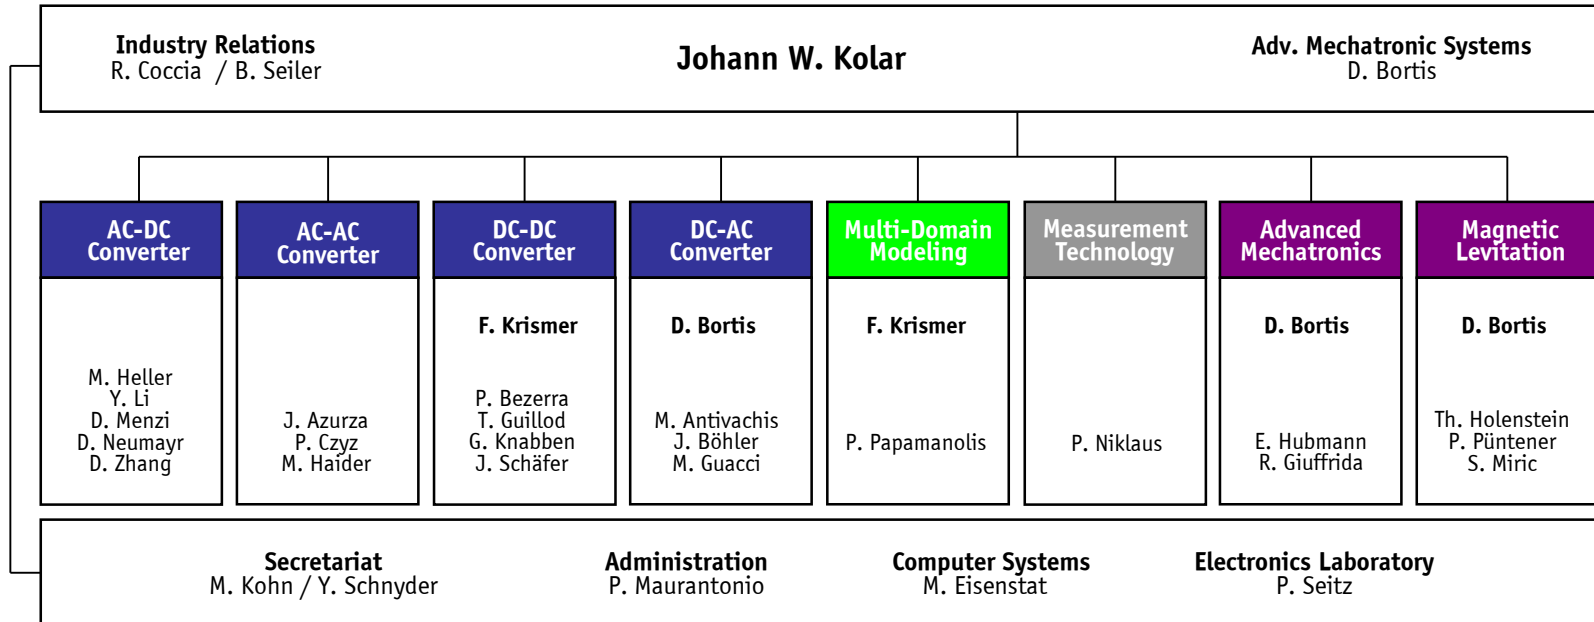 Industry Relations
R. Coccia / B. Seiler
Johann W. Kolar
Adv. Mechatronic Systems
D. Bortis
AC-DC
Converter
M. Heller
Y. Li
D. Menzi
D. Neumayr
D. Zhang
AC-AC
Converter
J. Azurza
P. Czyz
M. Haider
DC-DC
Converter
F. Krismer
P. Bezerra
T. Guillod
G. Knabben
J. Schäfer
DC-AC
Converter
D. Bortis
M. Antivachis
J. Böhler
M. Guacci
Multi-Domain
Modeling
F. Krismer
P. Papamanolis
Measurement
Technology
P. Niklaus
Advanced
Mechatronics
D. Bortis
E. Hubmann
R. Giuffrida
Magnetic
Levitation
D. Bortis
Th. Holenstein
P. Püntener
S. Miric
Secretariat
M. Kohn / Y. Schnyder
Administration
P. Maurantonio
Computer Systems
M. Eisenstat
Electronics Laboratory
P. Seitz